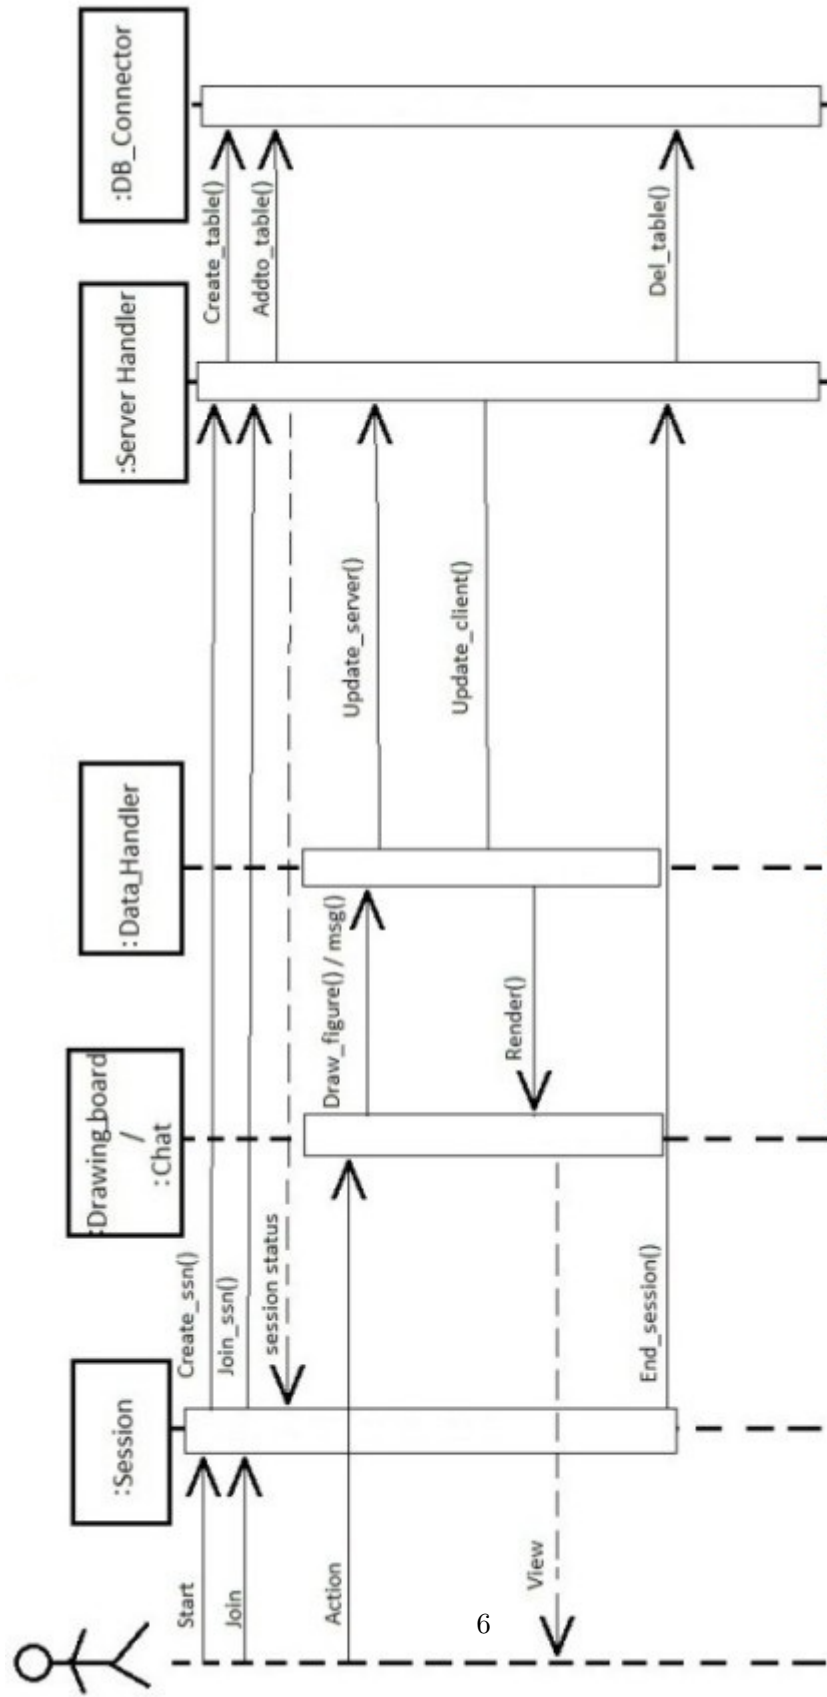 :Session
:Drawing_board
/
:Chat
:Data_Handler
:Server Handler
:DB_Connector
Start
Create_ssn()
Create_table()
Join
Join_ssn()
Addto_table()
session status
Action
Draw_figure() / msg()
Update_server()
Update_client()
Render()
View
End_session()
Del_table()
6